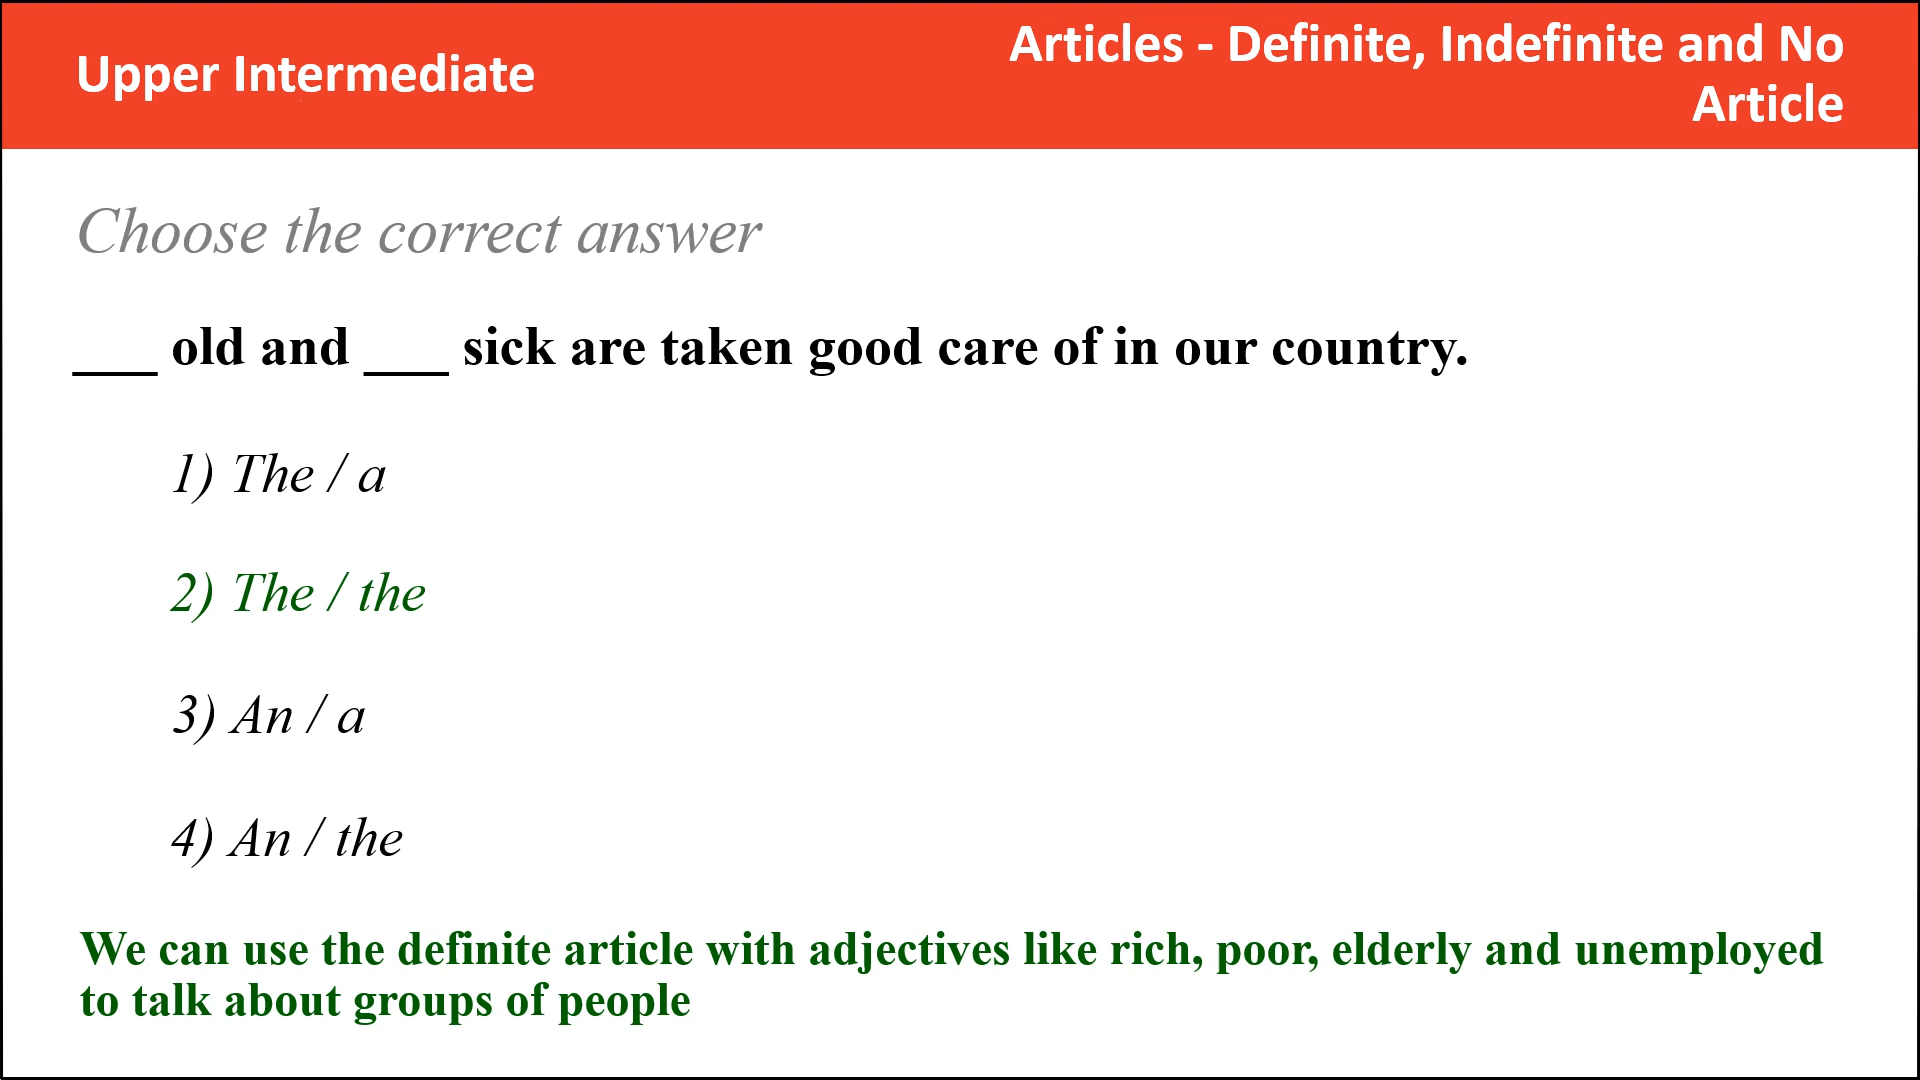 Upper Intermediate
Articles - Definite, Indefinite and No
Article
Choose the correct answer
___ old and ___ sick are taken good care of in our country.
1) The / a
2) The / the
3) An / a
4) An / the
We can use the definite article with adjectives like rich, poor, elderly and unemployed
to talk about groups of people